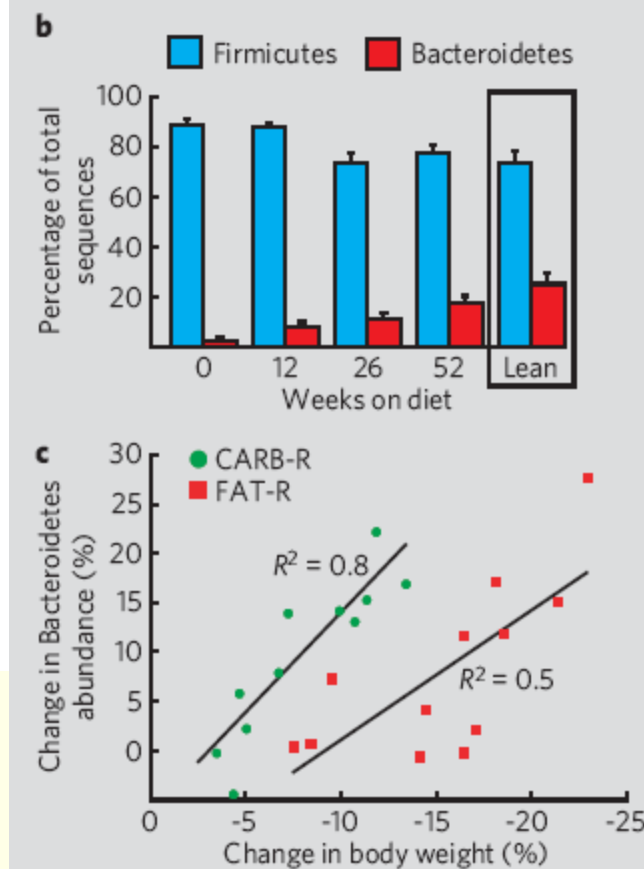 b
Firmicutes Bacteroidetes
Percentage of total
sequences
100
80
60
40
20
0 12 26 52 Lean
Weeks on diet
c
CARB-R
FAT-R
Change in Bacteroidetes
abundance (%)
30
25
20
15
10
5
0
R² = 0.8
R² = 0.5
0 -5 -10 -15 -20 -25
Change in body weight (%)